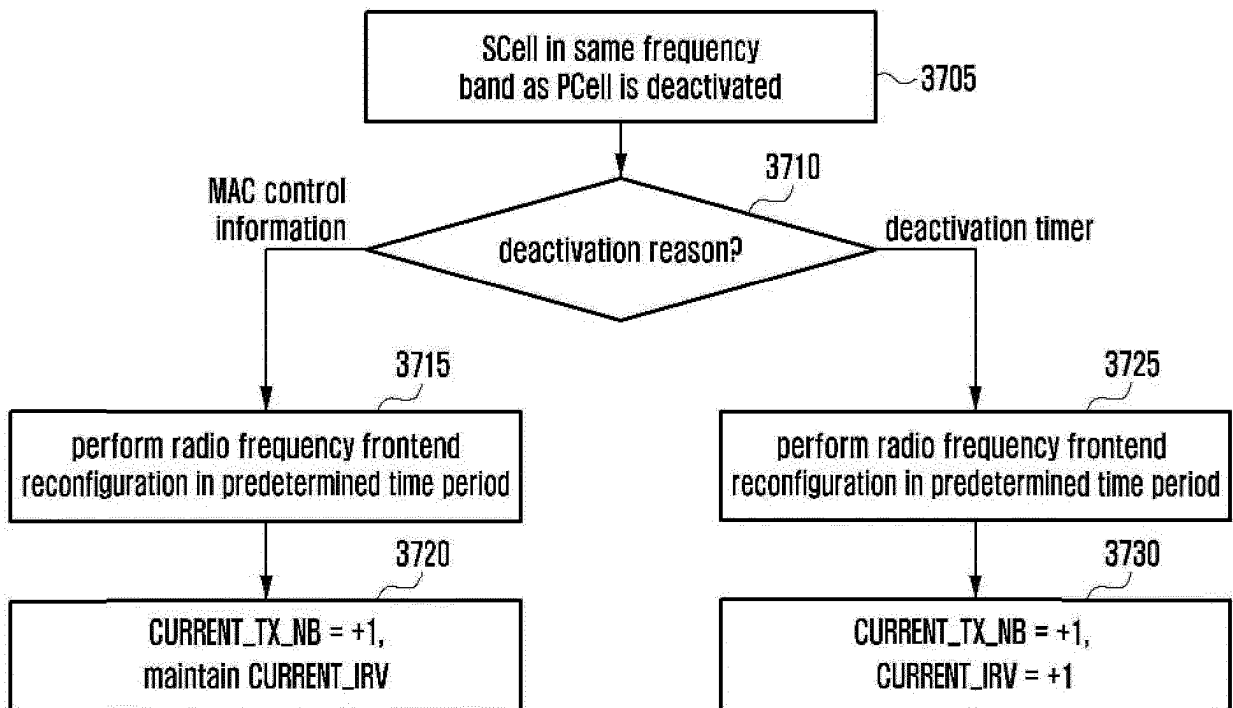 SCell in same frequency
band as PCell is deactivated
3705
3710
MAC control
information
deactivation reason?
deactivation timer
3715
perform radio frequency frontend
reconfiguration in predetermined time period
3725
perform radio frequency frontend
reconfiguration in predetermined time period
3720
CURRENT_TX_NB = +1,
maintain CURRENT_IRV
3730
CURRENT_TX_NB = +1,
CURRENT_IRV = +1